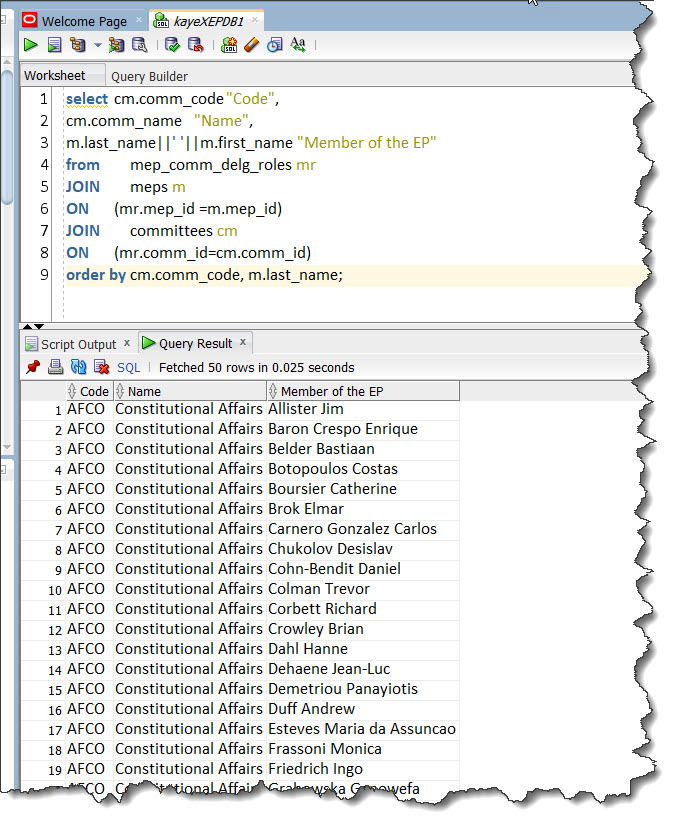 Welcome Page × kayeXEPDB1 ×
SQL
SQL Aa
Worksheet Query Builder
1 select cm.comm_code "Code",
2 cm.comm_name "Name",
3 m.last_name||' '||m.first_name "Member of the EP"
4 from mep_comm_delg_roles mr
5 JOIN meps m
6 ON (mr.mep_id =m.mep_id)
7 JOIN committees cm
8 ON (mr.comm_id=cm.comm_id)
9 order by cm.comm_code, m.last_name;
Script Output × Query Result ×
SQL | Fetched 50 rows in 0.025 seconds
Code Name Member of the EP
1 AFCO Constitutional Affairs Allister Jim
2 AFCO Constitutional Affairs Baron Crespo Enrique
3 AFCO Constitutional Affairs Belder Bastiaan
4 AFCO Constitutional Affairs Botopoulos Costas
5 AFCO Constitutional Affairs Boursier Catherine
6 AFCO Constitutional Affairs Brok Elmar
7 AFCO Constitutional Affairs Carnero Gonzalez Carlos
8 AFCO Constitutional Affairs Chukolov Desislav
9 AFCO Constitutional Affairs Cohn-Bendit Daniel
10 AFCO Constitutional Affairs Colman Trevor
11 AFCO Constitutional Affairs Corbett Richard
12 AFCO Constitutional Affairs Crowley Brian
13 AFCO Constitutional Affairs Dahl Hanne
14 AFCO Constitutional Affairs Dehaene Jean-Luc
15 AFCO Constitutional Affairs Demetriou Panayiotis
16 AFCO Constitutional Affairs Duff Andrew
17 AFCO Constitutional Affairs Esteves Maria da Assuncao
18 AFCO Constitutional Affairs Frassoni Monica
19 AFCO Constitutional Affairs Friedrich Ingo
AFCO Constitutional Affairs Grabowska Genowefa